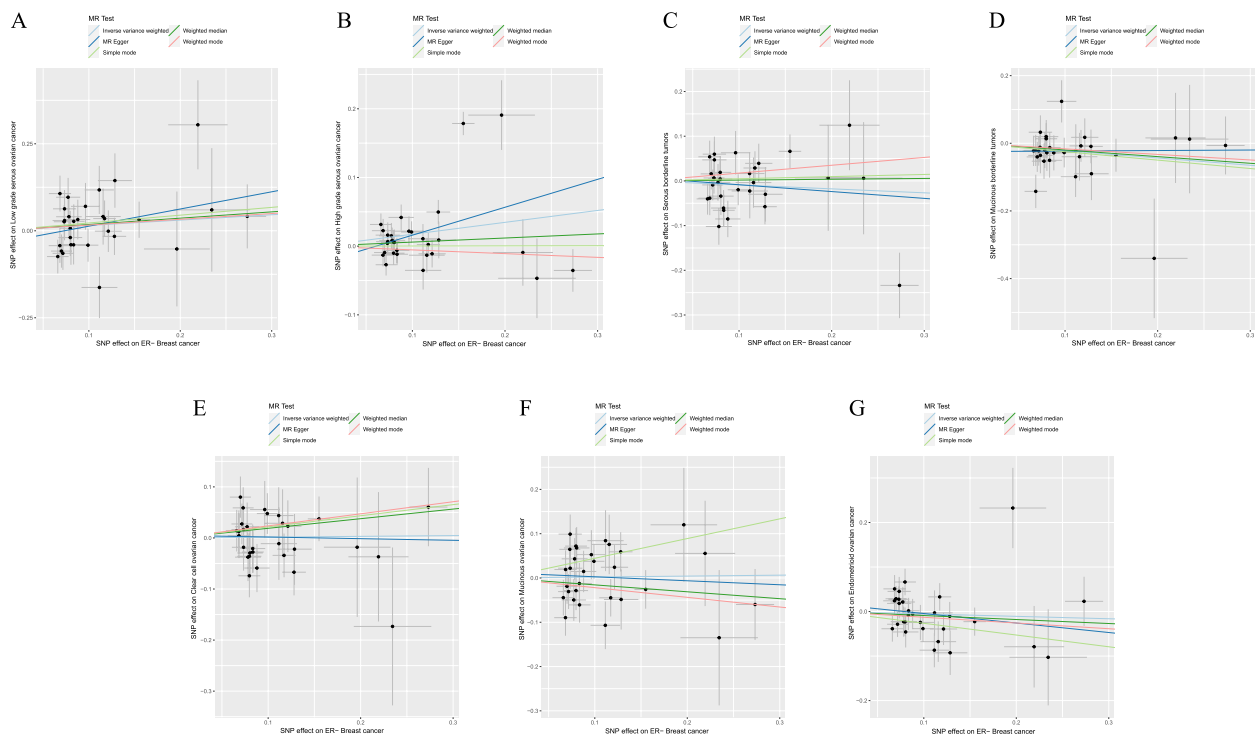 A
MR Test
Inverse variance weighted
Weighted median
MR Egger
Weighted mode
Simple mode
SNP effect on Low grade serous ovarian cancer
0.25
0.00
−0.25
0.1
0.2
0.3
SNP effect on ER− Breast cancer
B
MR Test
Inverse variance weighted
Weighted median
MR Egger
Weighted mode
Simple mode
SNP effect on High grade serous ovarian cancer
0.2
0.1
0.0
−0.1
0.1
0.2
0.3
SNP effect on ER− Breast cancer
C
MR Test
Inverse variance weighted
Weighted median
MR Egger
Weighted mode
Simple mode
SNP effect on Serous borderline tumors
0.2
0.1
0.0
−0.1
−0.2
−0.3
0.1
0.2
0.3
SNP effect on ER− Breast cancer
D
MR Test
Inverse variance weighted
Weighted median
MR Egger
Weighted mode
Simple mode
SNP effect on Mucinous borderline tumors
0.2
0.0
−0.2
−0.4
0.1
0.2
0.3
SNP effect on ER− Breast cancer
E
MR Test
Inverse variance weighted
Weighted median
MR Egger
Weighted mode
Simple mode
SNP effect on Clear cell ovarian cancer
0.1
0.0
−0.1
−0.2
−0.3
0.1
0.2
0.3
SNP effect on ER− Breast cancer
F
MR Test
Inverse variance weighted
Weighted median
MR Egger
Weighted mode
Simple mode
SNP effect on Mucinous ovarian cancer
0.2
0.1
0.0
−0.1
−0.2
−0.3
0.1
0.2
0.3
SNP effect on ER− Breast cancer
G
MR Test
Inverse variance weighted
Weighted median
MR Egger
Weighted mode
Simple mode
SNP effect on Endometrioid ovarian cancer
0.3
0.2
0.1
0.0
−0.1
−0.2
0.1
0.2
0.3
SNP effect on ER− Breast cancer